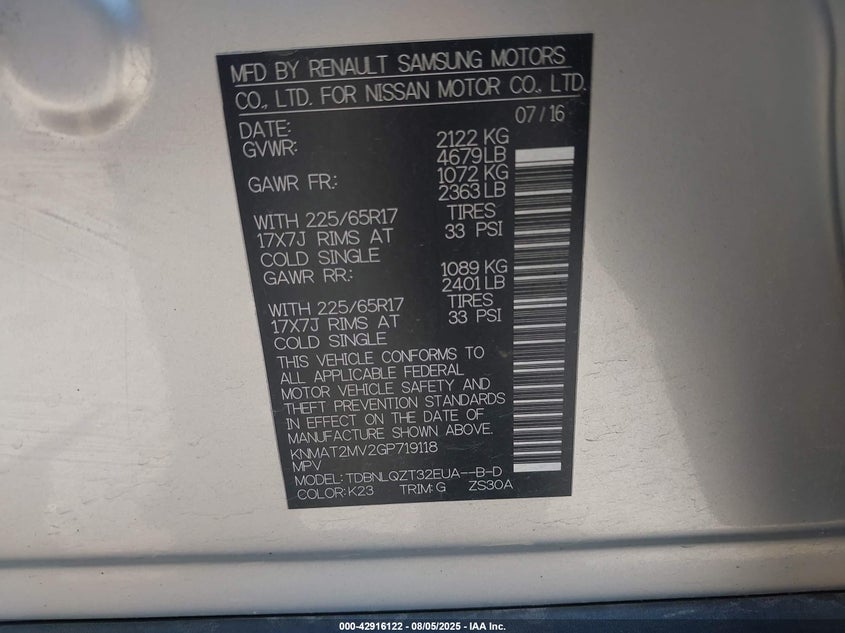 MFD BY RENAULT SAMSUNG MOTORS
CO., LTD. FOR NISSAN MOTOR CO., LTD.
DATE: 07/16
GVWR: 2122 KG
4679 LB
GAWR FR.: 1072 KG
2363 LB
WITH 225/65R17 TIRES
17X7J RIMS AT 33 PSI
COLD SINGLE
GAWR RR.: 1089 KG
2401 LB
WITH 225/65R17 TIRES
17X7J RIMS AT 33 PSI
COLD SINGLE
THIS VEHICLE CONFORMS TO
ALL APPLICABLE FEDERAL
MOTOR VEHICLE SAFETY AND
THEFT PREVENTION STANDARDS
IN EFFECT ON THE DATE OF
MANUFACTURE SHOWN ABOVE.
KNMAT2MV2GP719118
MPV
MODEL: TDBNLQZT32EUA--B-D
COLOR: K23 TRIM: G ZS30A
000-42916122 - 08/05/2025 - IAA Inc.